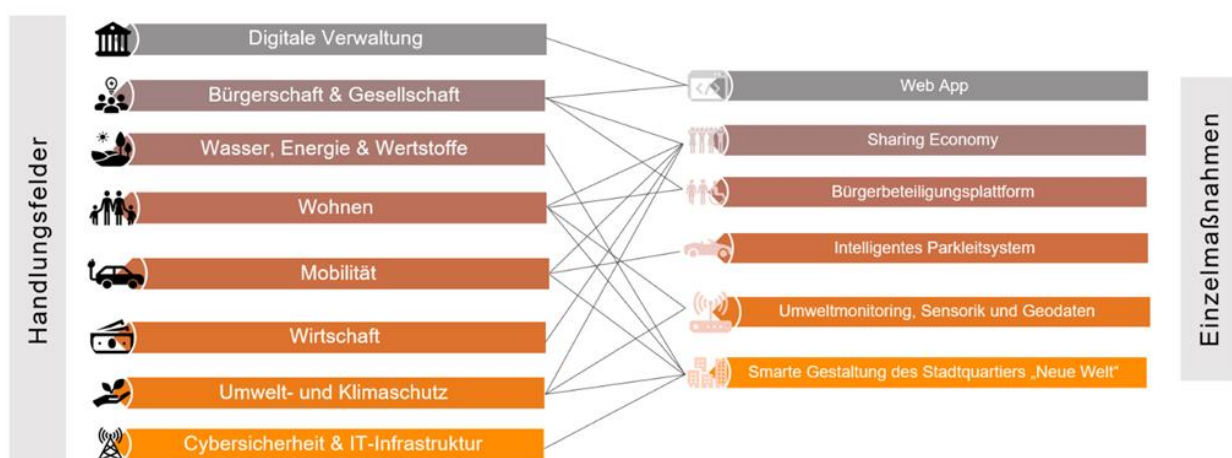 Handlungsfelder
Digitale Verwaltung
Bürgerschaft & Gesellschaft
Wasser, Energie & Wertstoffe
Wohnen
Mobilität
Wirtschaft
Umwelt- und Klimaschutz
Cybersicherheit & IT-Infrastruktur
</>
Web App
Sharing Economy
Bürgerbeteiligungsplattform
Intelligentes Parkleitsystem
Umweltmonitoring, Sensorik und Geodaten
Smarte Gestaltung des Stadtquartiers „Neue Welt“
Einzelmaßnahmen